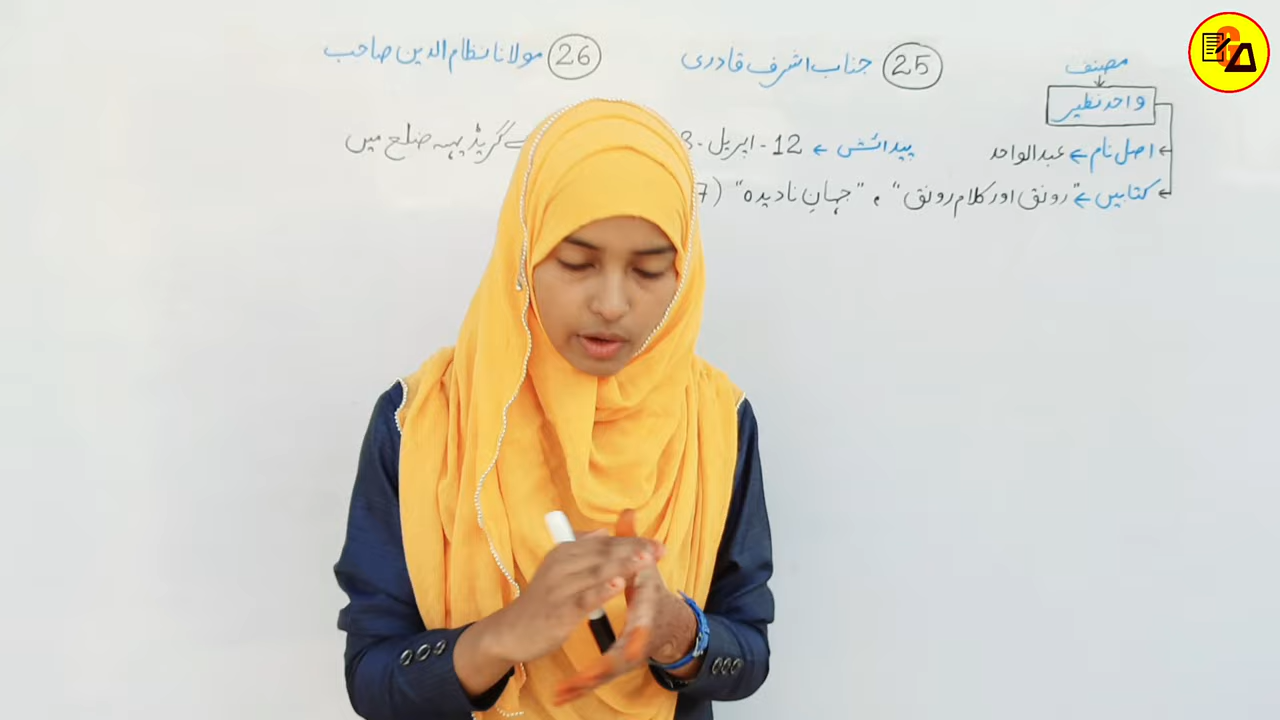 مصنف
واحد نظیر
اصل نام ← عبدالواحد
کتابیں ← "رونق اور کلام رونق"، "جہانِ نادیدہ" (
25 جناب اشرف قادری
پیدائش ← 12 - اپریل -
26 مولانا نظام الدین صاحب
گریڈیہہ ضلع میں